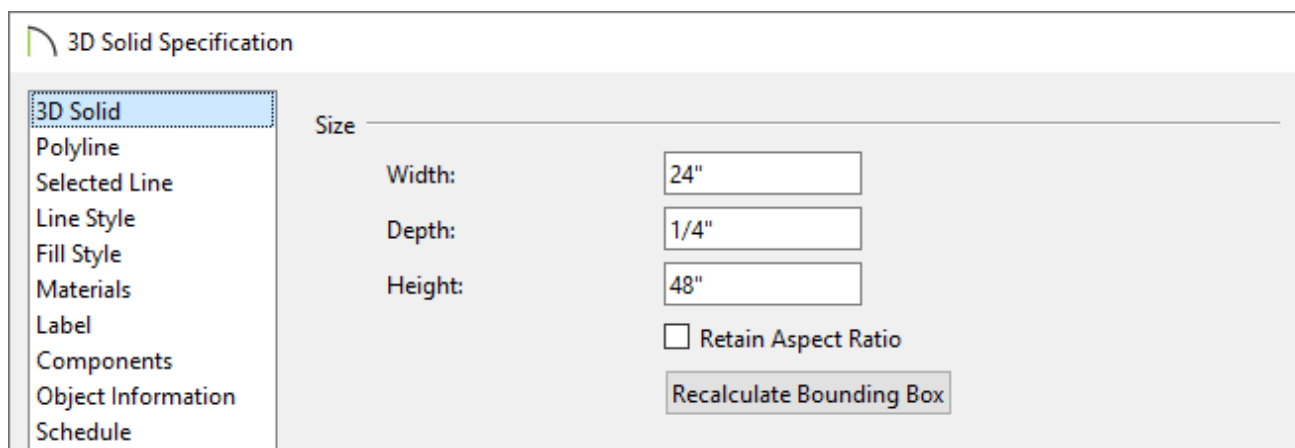 3D Solid Specification
3D Solid
Polyline
Selected Line
Line Style
Fill Style
Materials
Label
Components
Object Information
Schedule
Size
Width: 24"
Depth: 1/4"
Height: 48"
Retain Aspect Ratio
Recalculate Bounding Box